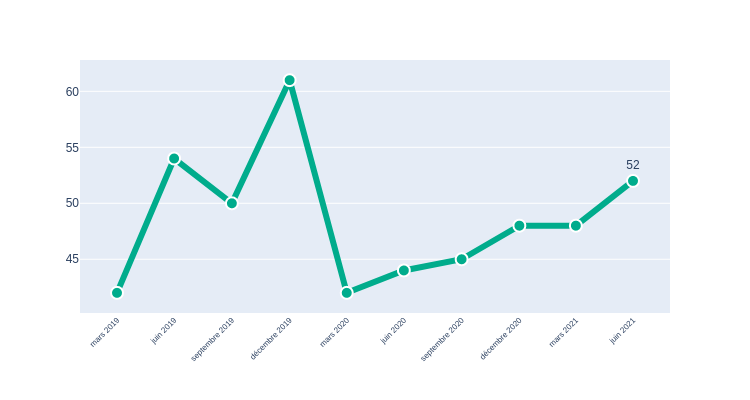 60
55
50
45
52
mars 2019
juin 2019
septembre 2019
décembre 2019
mars 2020
juin 2020
septembre 2020
décembre 2020
mars 2021
juin 2021